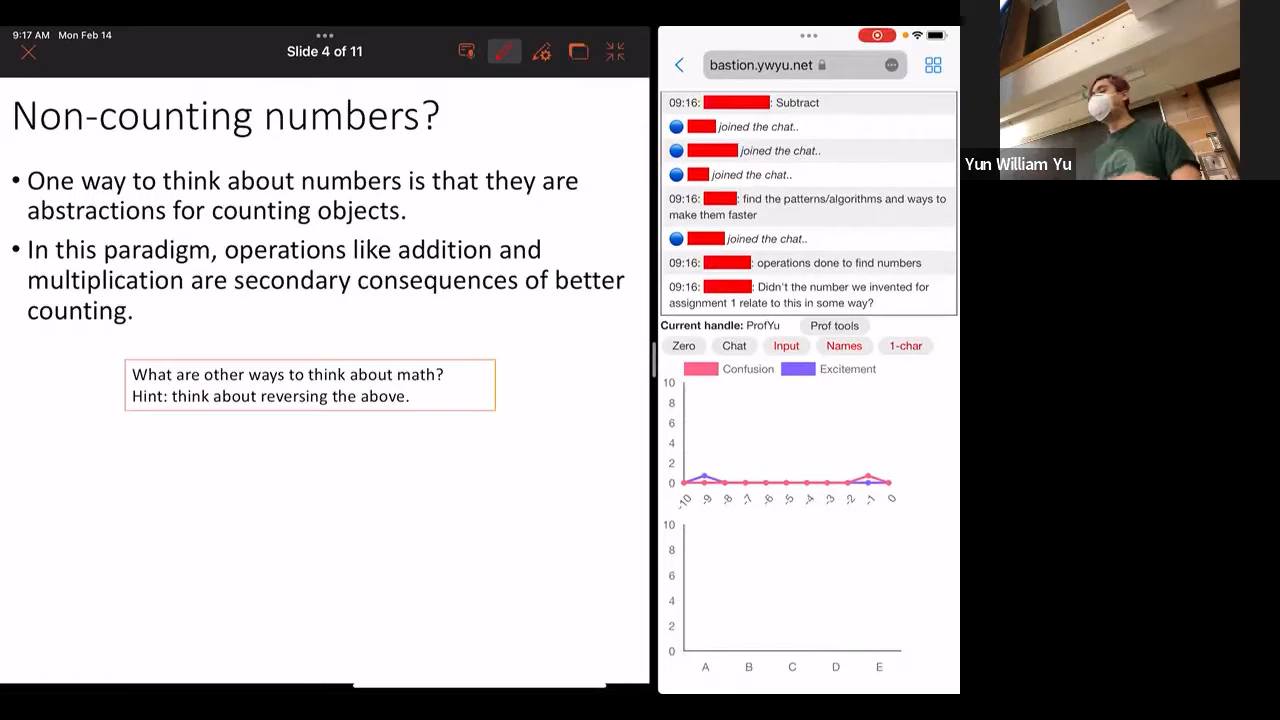 9:17 AM Mon Feb 14
Slide 4 of 11
Non-counting numbers?
• One way to think about numbers is that they are
abstractions for counting objects.
• In this paradigm, operations like addition and
multiplication are secondary consequences of better
counting.
What are other ways to think about math?
Hint: think about reversing the above.
bastion.ywyu.net
09:16: : Subtract
joined the chat..
joined the chat..
joined the chat..
09:16: : find the patterns/algorithms and ways to
make them faster
joined the chat..
09:16: : operations done to find numbers
09:16: : Didn't the number we invented for
assignment 1 relate to this in some way?
Current handle: ProfYu Prof tools
Zero Chat Input Names 1-char
Confusion Excitement
10
8
6
4
2
0
-10 -9 -8 -7 -6 -5 -4 -3 -2 -1 0
10
8
6
4
2
0
A B C D E
Yun William Yu